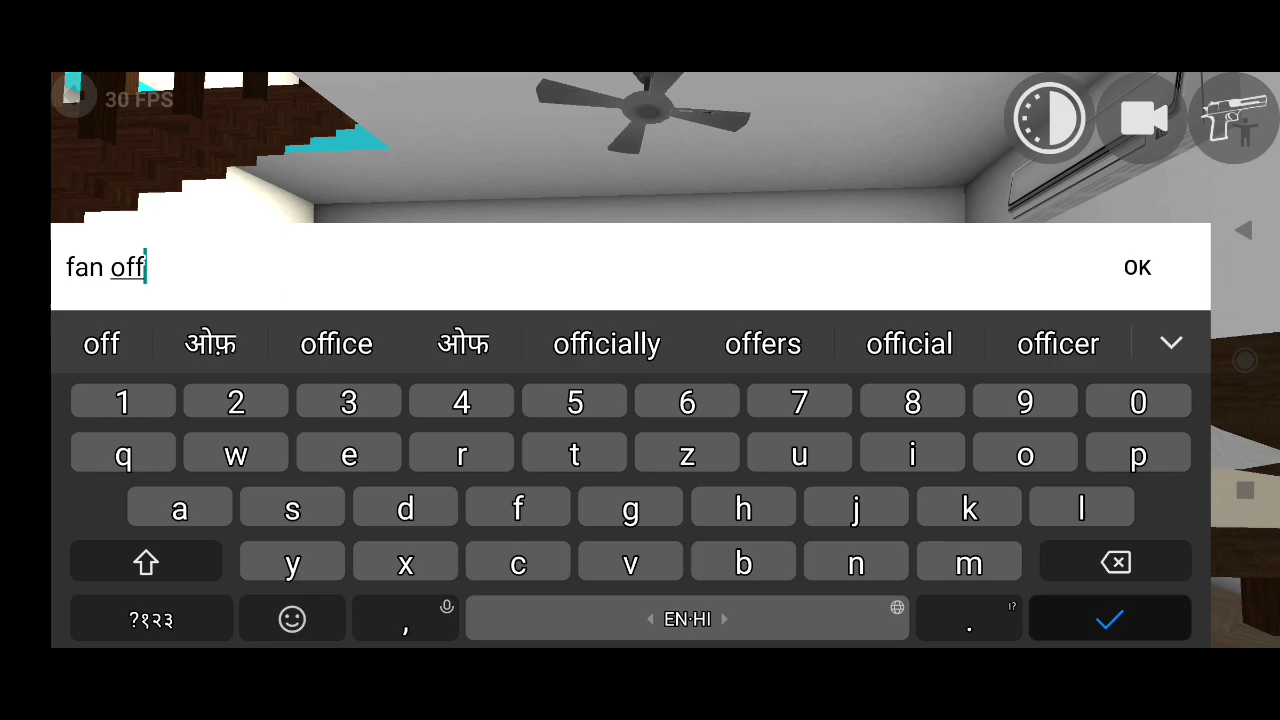 30 FPS
fan off
OK
off ओफ़ office ओफ officially offers official officer
1 2 3 4 5 6 7 8 9 0
q w e r t z u i o p
a s d f g h j k l
y x c v b n m
?१२३ , EN·HI . !?